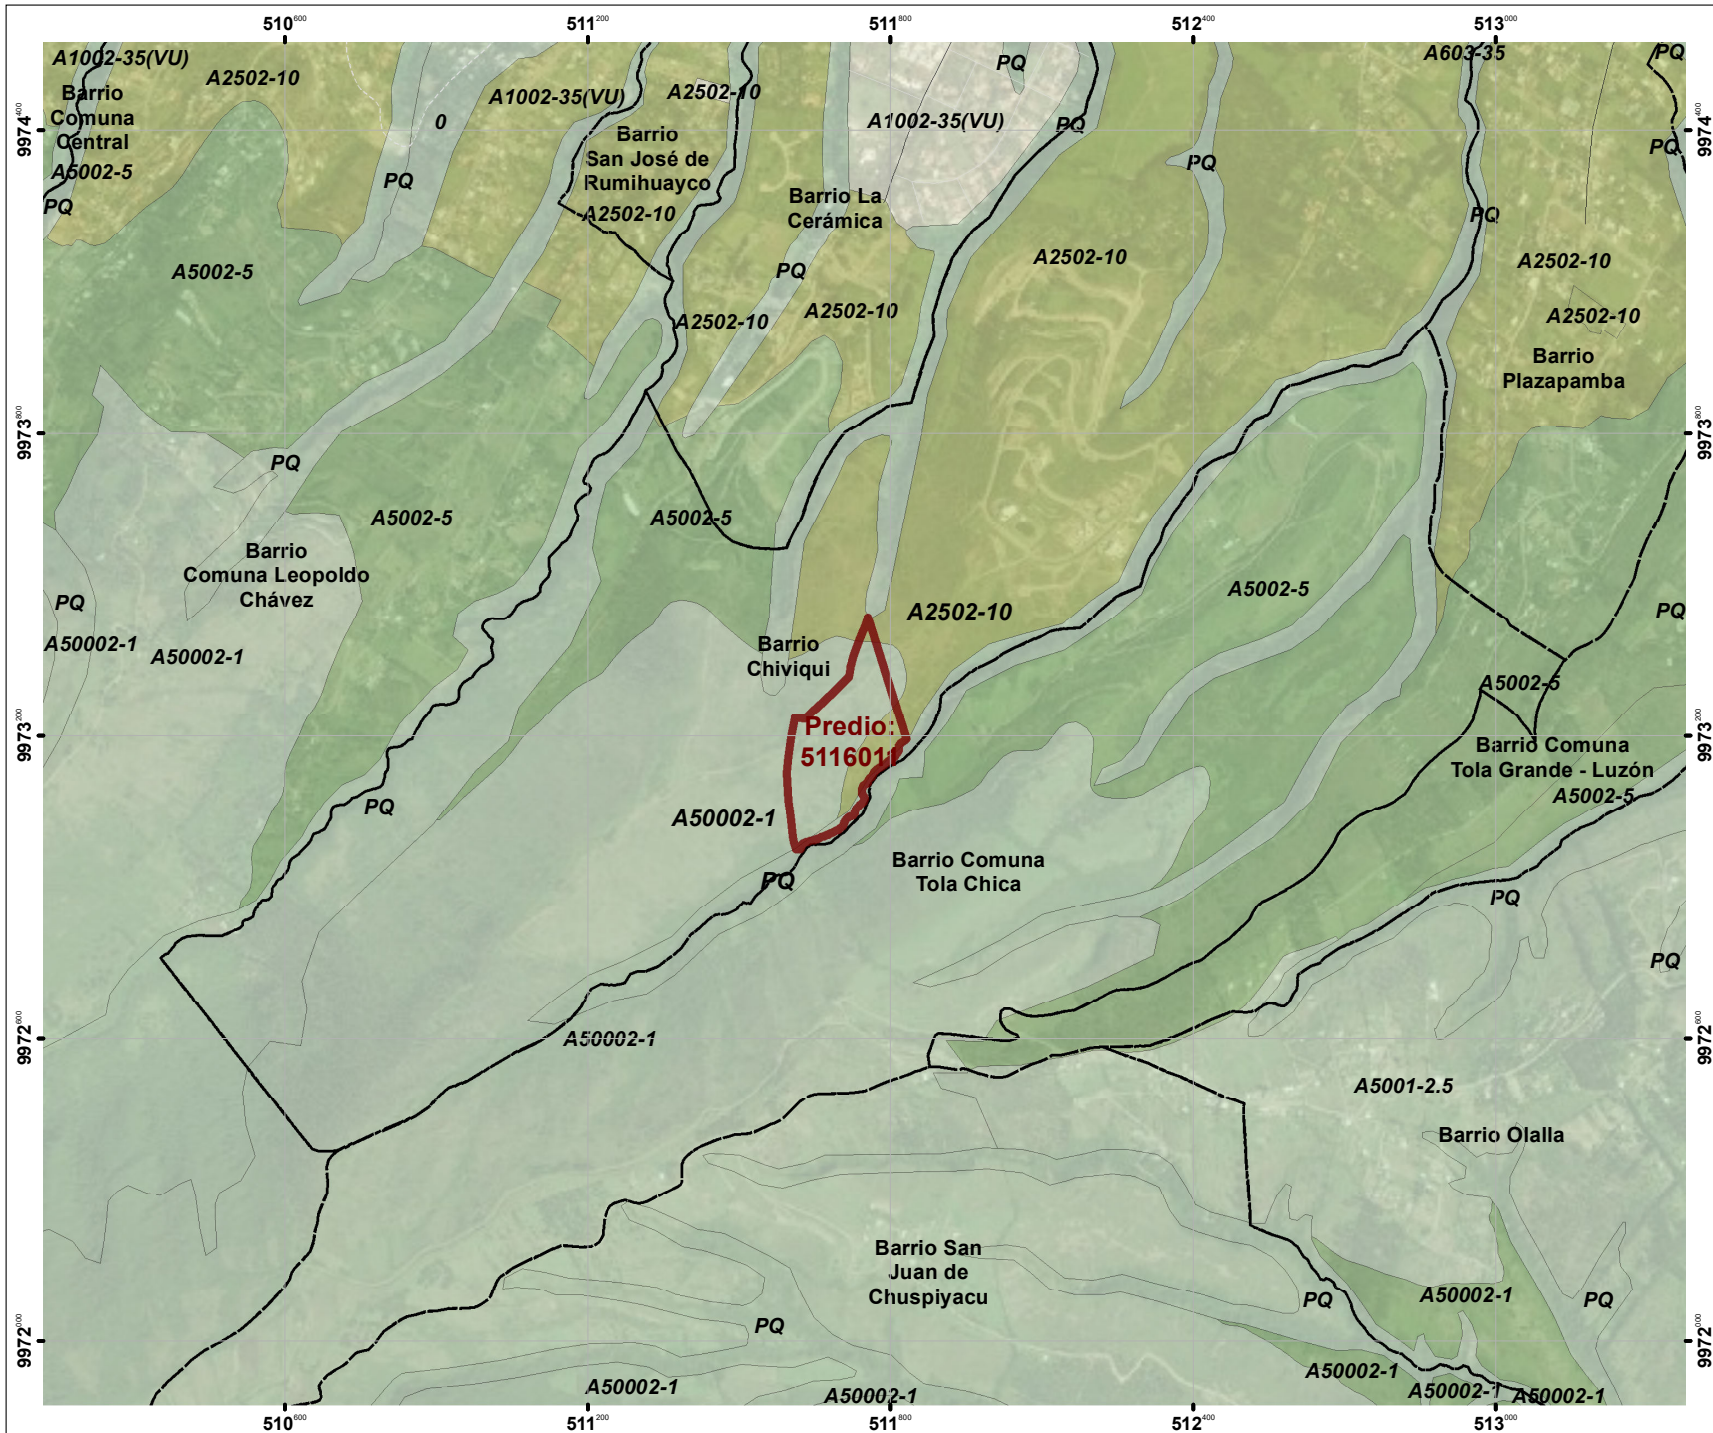 510600
511200
511800
512400
513000
A1002-35(VU)
A2502-10
A1002-35(VU)
A2502-10
PQ
A603-35
PQ
Barrio
Comuna
Central
0
Barrio
San José de
Rumihuayco
A1002-35(VU)
PQ
9974400
9974400
PQ
PQ
A5002-5
PQ
PQ
A2502-10
Barrio La
Cerámica
PQ
A5002-5
PQ
A2502-10
A2502-10
A2502-10
A2502-10
A2502-10
A2502-10
Barrio
Plazapamba
9973800
9973800
PQ
A5002-5
A5002-5
Barrio
Comuna Leopoldo
Chávez
A5002-5
PQ
A2502-10
PQ
A50002-1
A50002-1
Barrio
Chiviqui
A5002-5
9973200
9973200
Predio:
511601
Barrio Comuna
Tola Grande - Luzón
A5002-5
PQ
A50002-1
Barrio Comuna
Tola Chica
PQ
PQ
PQ
9972600
9972600
A50002-1
A5001-2.5
Barrio Olalla
Barrio San
Juan de
Chuspiyacu
PQ
PQ
A50002-1
PQ
9972000
9972000
A50002-1
A50002-1
A50002-1
A50002-1
A50002-1
510600
511200
511800
512400
513000